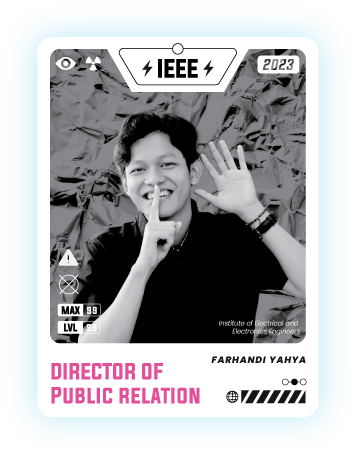 IEEE
2023
MAX 99
LVL 99
Institute of Electrical and
Electronics Engineers
FARHANDI YAHYA
DIRECTOR OF
PUBLIC RELATION